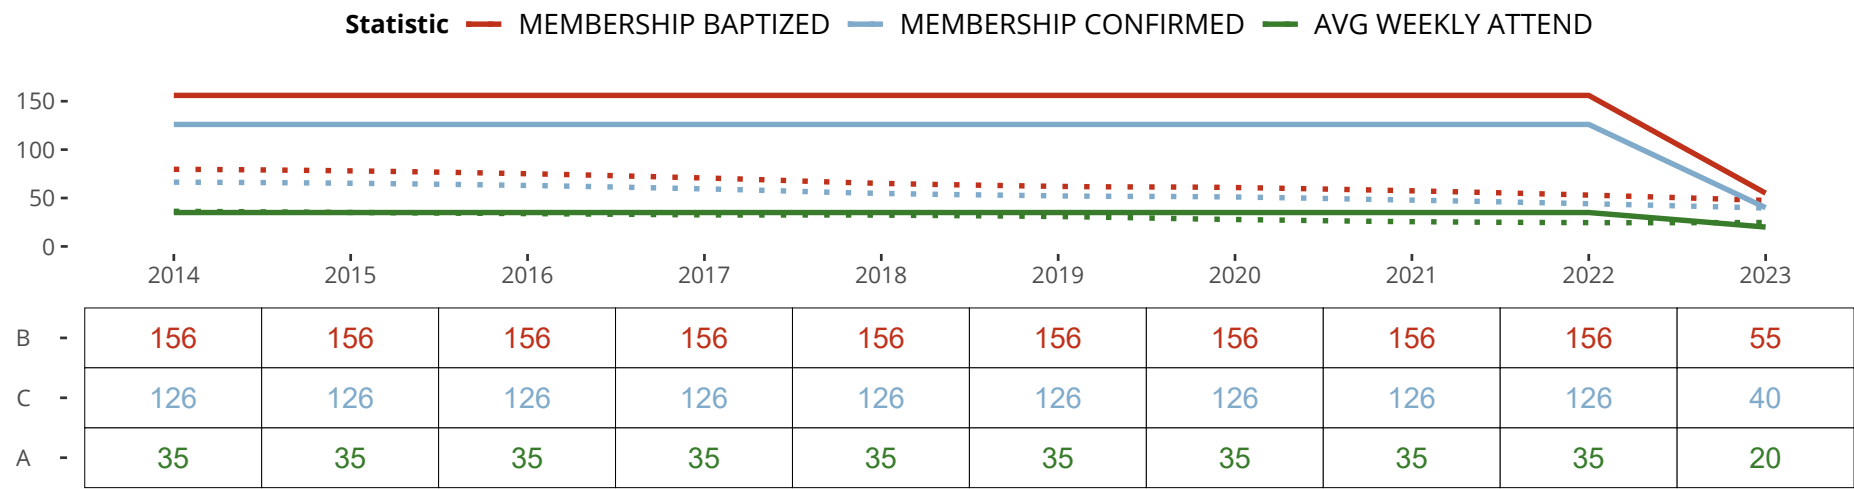 Statistic MEMBERSHIP BAPTIZED MEMBERSHIP CONFIRMED AVG WEEKLY ATTEND
150
100
50
0
2014 2015 2016 2017 2018 2019 2020 2021 2022 2023
B 156 156 156 156 156 156 156 156 156 55
C 126 126 126 126 126 126 126 126 126 40
A 35 35 35 35 35 35 35 35 35 20